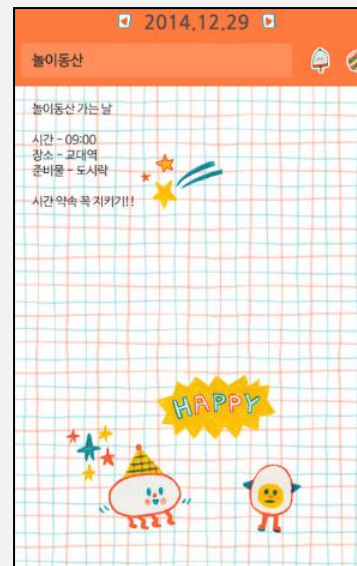 2014.12.29
놀이동산
놀이동산 가는 날
시간 - 09:00
장소 - 교대역
준비물 - 도시락
시간 약속 꼭 지키기!!
HAPPY